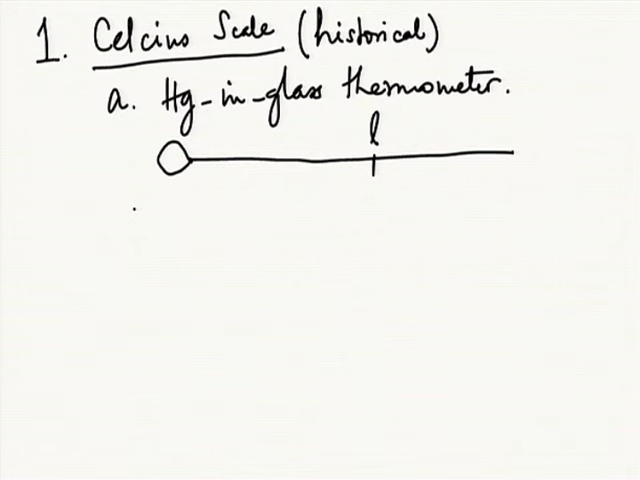 1. Celcius Scale (historical)
a. Hg-in-glass thermometer.
l